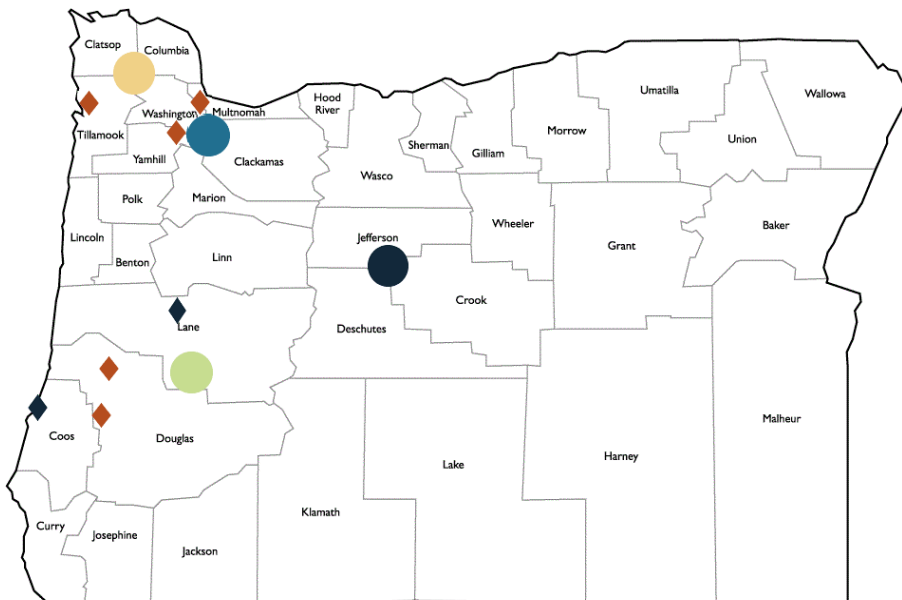 Clatsop
Columbia
Hood
River
Umatilla
Wallowa
Washington
Multnomah
Tillamook
Morrow
Union
Sherman
Gilliam
Yamhill
Clackamas
Wasco
Polk
Marion
Wheeler
Baker
Lincoln
Jefferson
Grant
Benton
Linn
Crook
Lane
Deschutes
Malheur
Coos
Douglas
Harney
Lake
Klamath
Curry
Josephine
Jackson